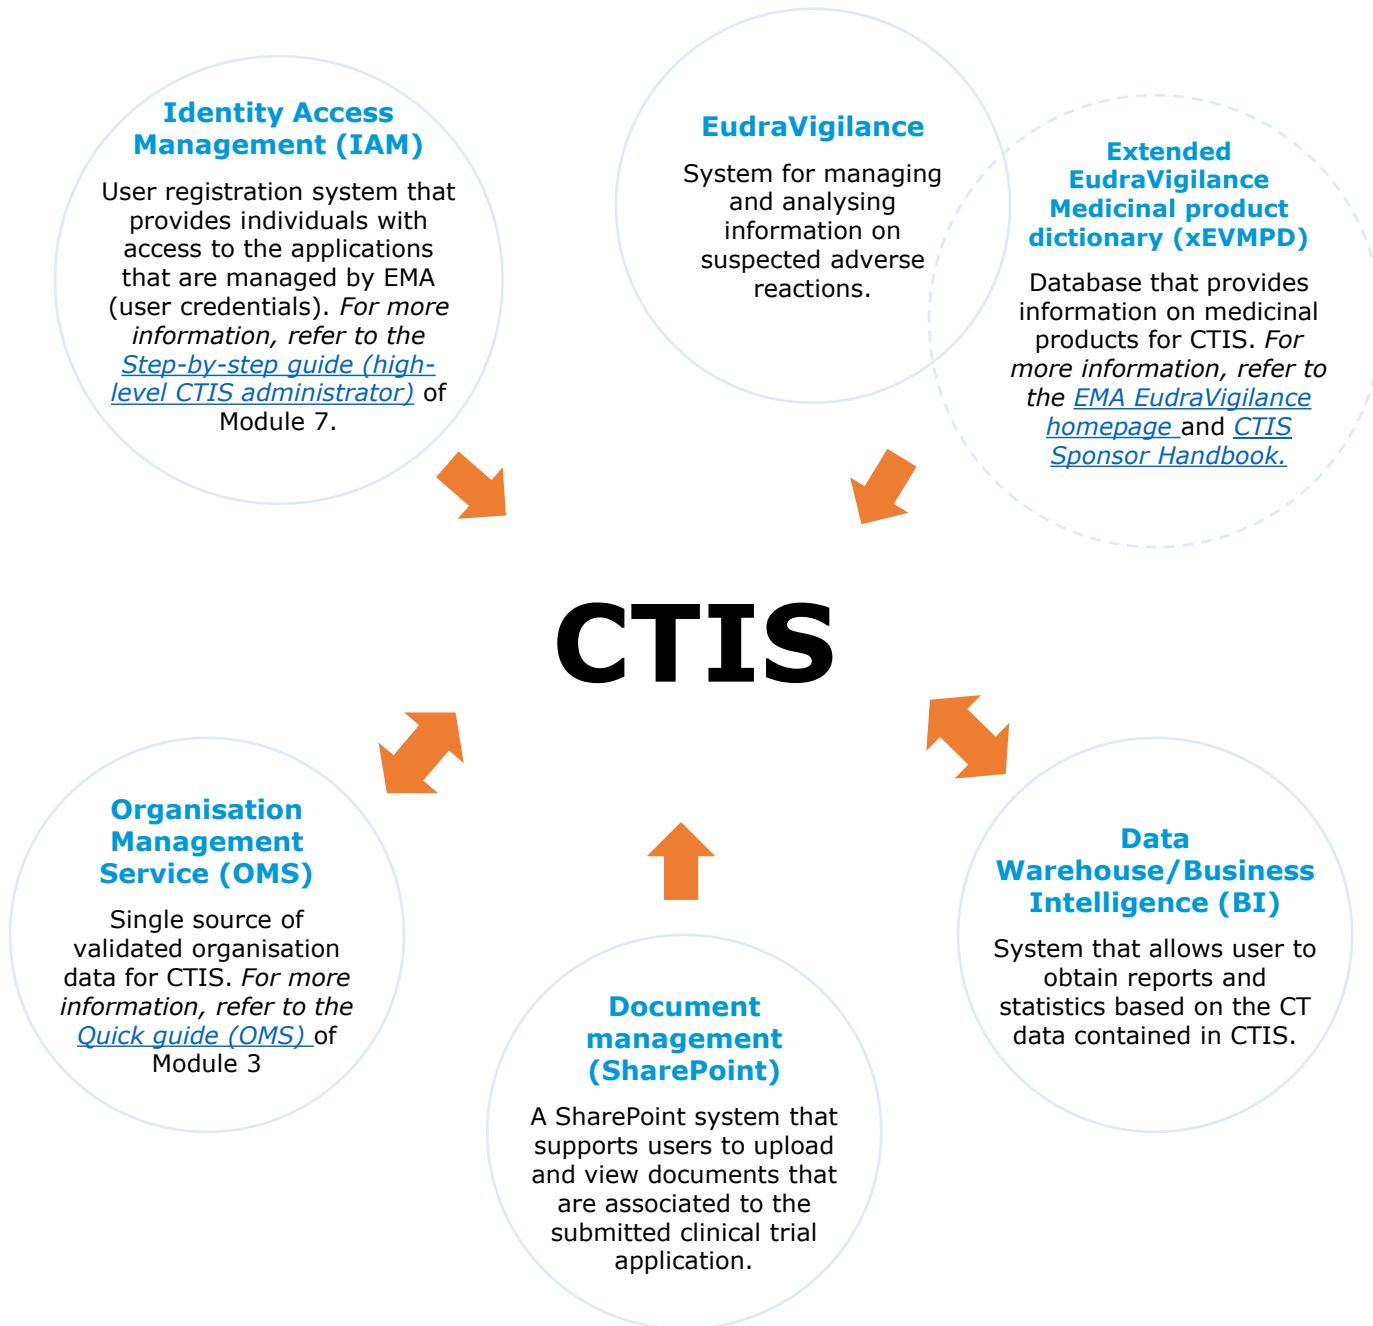 Identity Access
Management (IAM)
User registration system that
provides individuals with
access to the applications
that are managed by EMA
(user credentials). For more
information, refer to the
Step-by-step guide (high-
level CTIS administrator) of
Module 7.
EudraVigilance
System for managing
and analysing
information on
suspected adverse
reactions.
Extended
EudraVigilance
Medicinal product
dictionary (xEVMPD)
Database that provides
information on medicinal
products for CTIS. For
more information, refer to
the EMA EudraVigilance
homepage and CTIS
Sponsor Handbook.
CTIS
Organisation
Management
Service (OMS)
Single source of
validated organisation
data for CTIS. For more
information, refer to the
Quick guide (OMS) of
Module 3
Document
management
(SharePoint)
A SharePoint system that
supports users to upload
and view documents that
are associated to the
submitted clinical trial
application.
Data
Warehouse/Business
Intelligence (BI)
System that allows user to
obtain reports and
statistics based on the CT
data contained in CTIS.